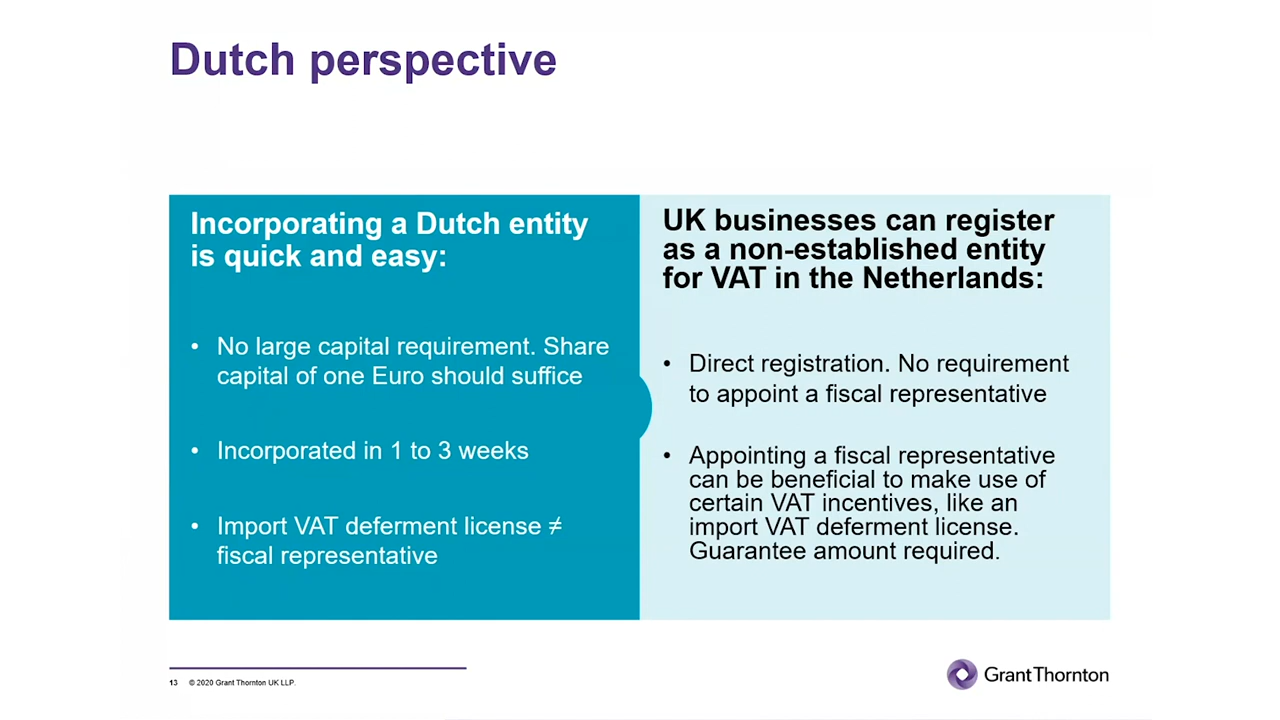 Dutch perspective
Incorporating a Dutch entity
is quick and easy:
• No large capital requirement. Share
capital of one Euro should suffice
• Incorporated in 1 to 3 weeks
• Import VAT deferment license ≠
fiscal representative
UK businesses can register
as a non-established entity
for VAT in the Netherlands:
• Direct registration. No requirement
to appoint a fiscal representative
• Appointing a fiscal representative
can be beneficial to make use of
certain VAT incentives, like an
import VAT deferment license.
Guarantee amount required.
13 © 2020 Grant Thornton UK LLP.
GrantThornton